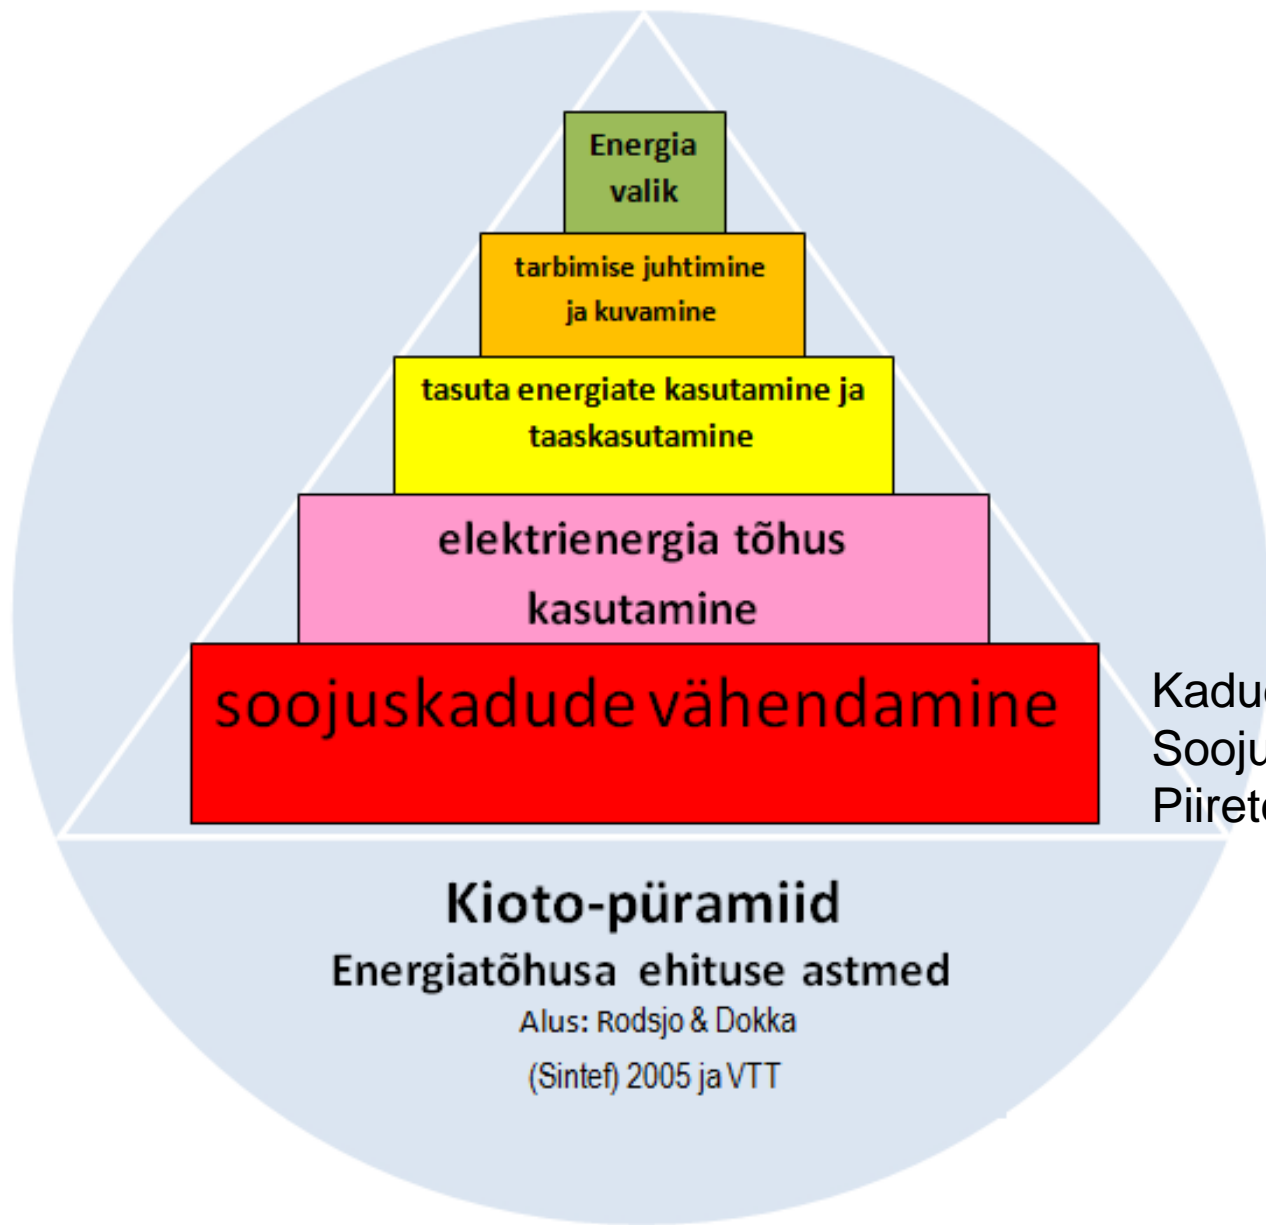 Energia
valik
tarbimise juhtimine
ja kuvamine
tasuta energiate kasutamine ja
taaskasutamine
elektrienergia tõhus
kasutamine
soojuskadude vähendamine
Kioto-püramiid
Energiatõhusa ehituse astmed
Alus: Rodsjo & Dokka
(Sintef) 2005 ja VTT